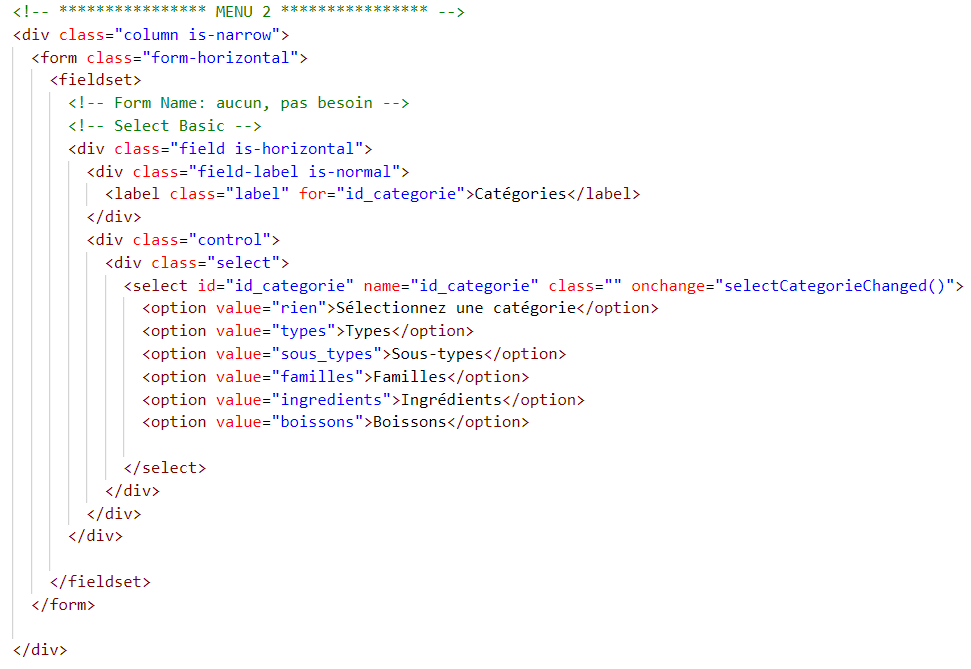 <!-- **************** MENU 2 **************** -->
<div class="column is-narrow">
<form class="form-horizontal">
<fieldset>
<!-- Form Name: aucun, pas besoin -->
<!-- Select Basic -->
<div class="field is-horizontal">
<div class="field-label is-normal">
<label class="label" for="id_categorie">Catégories</label>
</div>
<div class="control">
<div class="select">
<select id="id_categorie" name="id_categorie" class="" onchange="selectCategorieChanged()">
<option value="rien">Sélectionnez une catégorie</option>
<option value="types">Types</option>
<option value="sous_types">Sous-types</option>
<option value="familles">Familles</option>
<option value="ingredients">Ingrédients</option>
<option value="boissons">Boissons</option>
</select>
</div>
</div>
</div>
</fieldset>
</form>
</div>